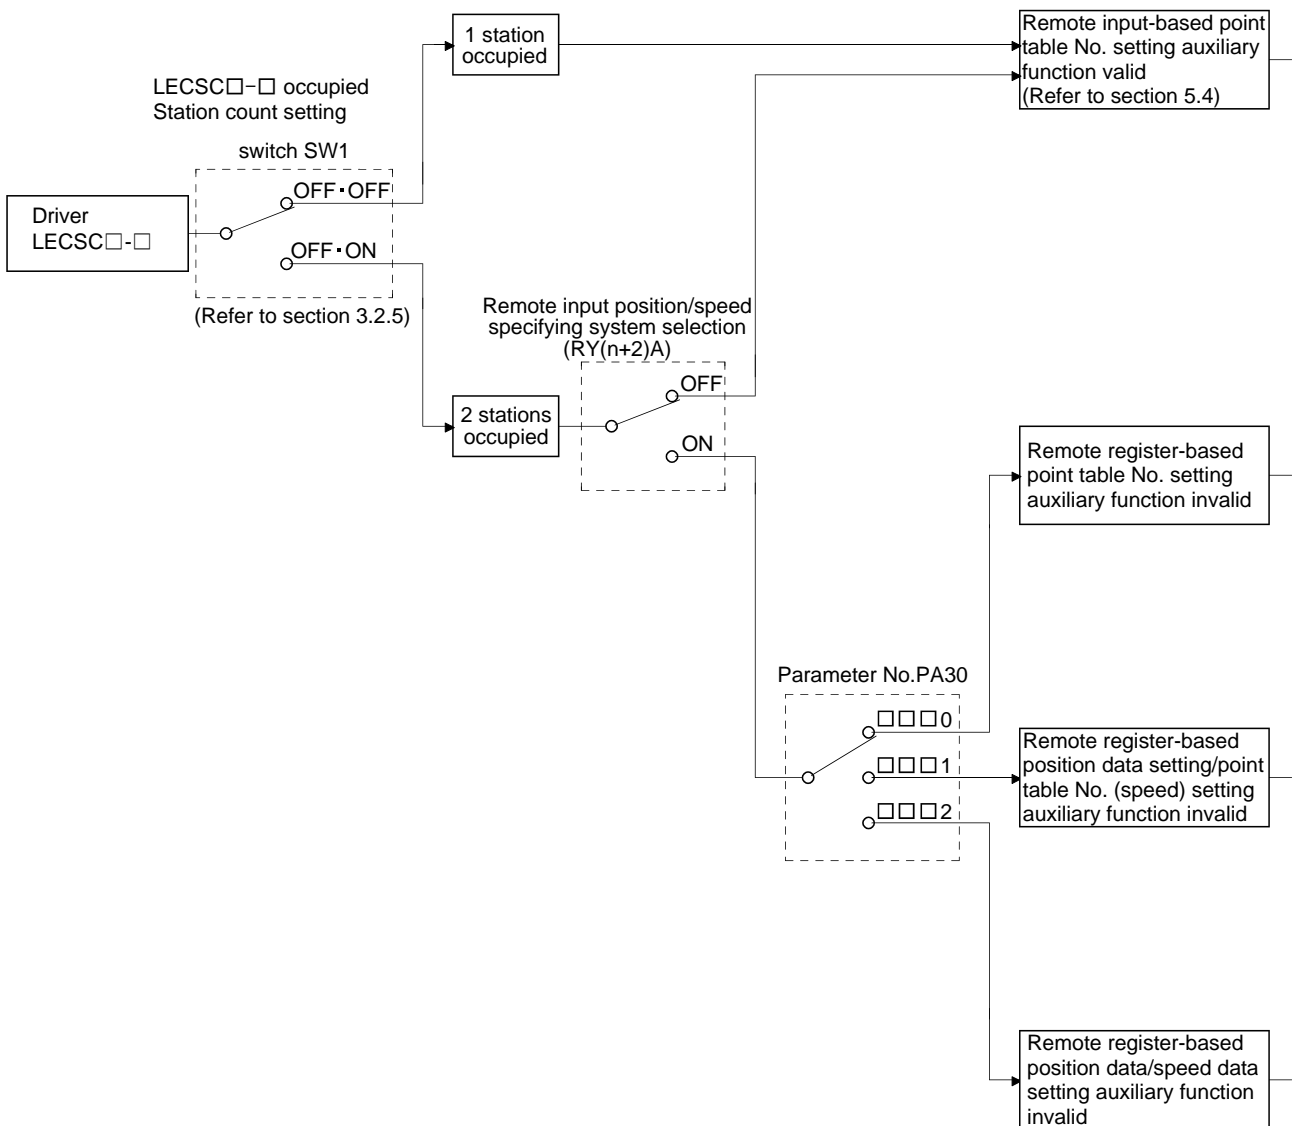 1 station
occupied
Remote input-based point
table No. setting auxiliary
function valid
(Refer to section 5.4)
LECSC□-□ occupied
Station count setting
switch SW1
OFF・OFF
OFF・ON
Driver
LECSC□-□
(Refer to section 3.2.5)
Remote input position/speed
specifying system selection
(RY(n+2)A)
OFF
ON
2 stations
occupied
Remote register-based
point table No. setting
auxiliary function invalid
Parameter No.PA30
□□□0
□□□1
□□□2
Remote register-based
position data setting/point
table No. (speed) setting
auxiliary function invalid
Remote register-based
position data/speed data
setting auxiliary function
invalid